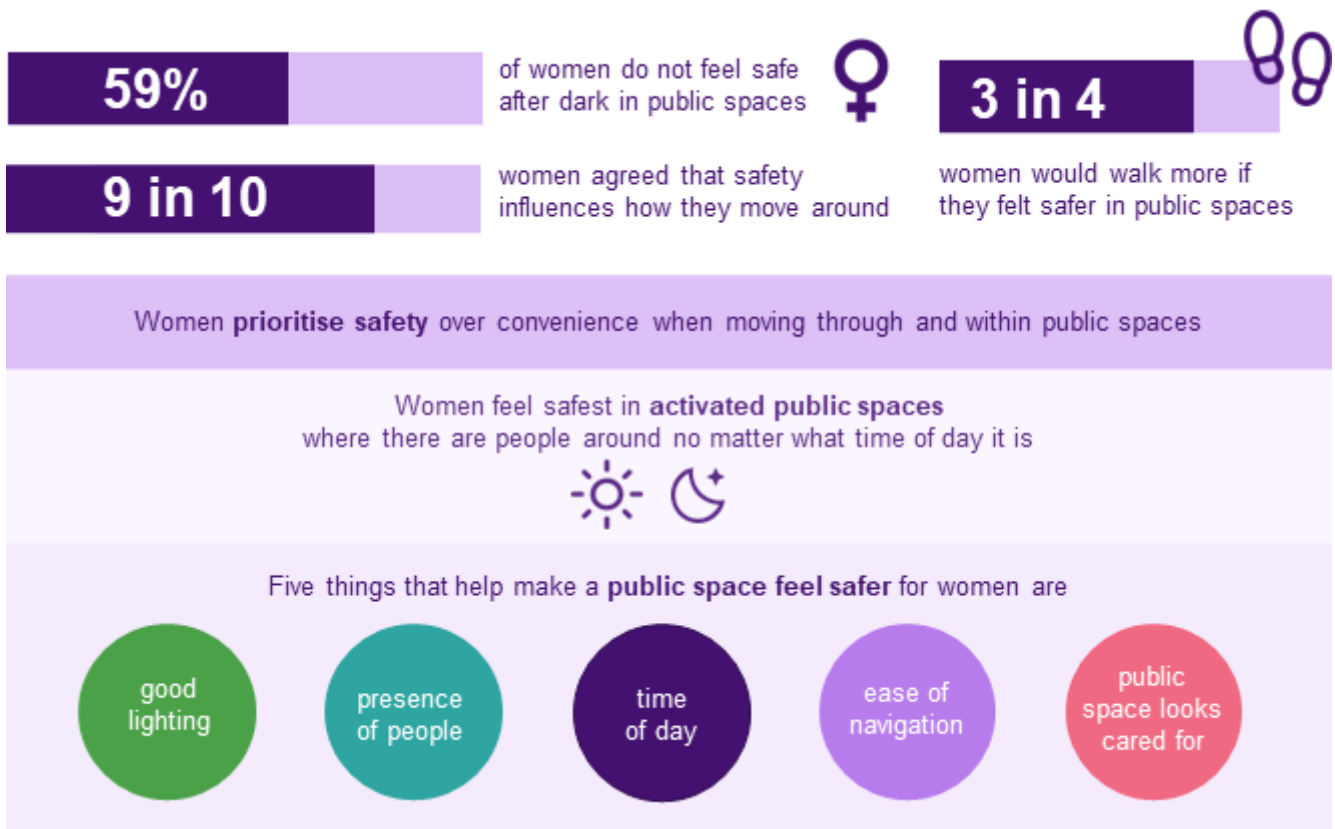 59%
of women do not feel safe
after dark in public spaces
9 in 10
women agreed that safety
influences how they move around
3 in 4
women would walk more if
they felt safer in public spaces
Women prioritise safety over convenience when moving through and within public spaces
Women feel safest in activated public spaces
where there are people around no matter what time of day it is
Five things that help make a public space feel safer for women are
good
lighting
presence
of people
time
of day
ease of
navigation
public
space looks
cared for